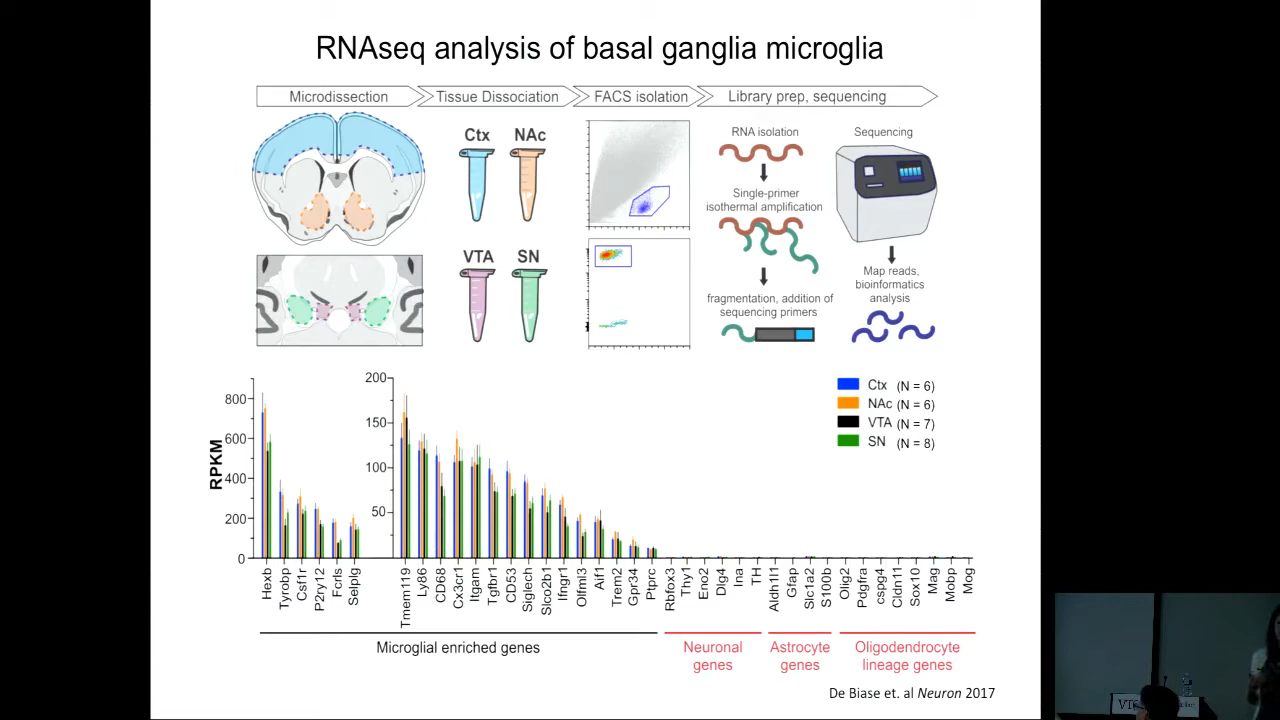 RNAseq analysis of basal ganglia microglia
Microdissection
Tissue Dissociation
FACS isolation
Library prep, sequencing
Ctx
NAc
VTA
SN
RNA isolation
Single-primer
isothermal amplification
fragmentation, addition of
sequencing primers
Sequencing
Map reads,
bioinformatics
analysis
RPKM
800
600
400
200
0
200
150
100
50
Ctx (N = 6)
NAc (N = 6)
VTA (N = 7)
SN (N = 8)
Hexb
Tyrobp
Csf1r
P2ry12
Fcrls
Selplg
Tmem119
Ly86
CD68
Cx3cr1
Itgam
Tgfbr1
CD53
Siglech
Slco2b1
Ifngr1
Olfml3
Aif1
Trem2
Gpr34
Ptprc
Rbfox3
Thy1
Eno2
Dlg4
Ina
TH
Aldh1l1
Gfap
Slc1a2
S100b
Olig2
Pdgfra
cspg4
Cldn11
Sox10
Mag
Mobp
Mog
Microglial enriched genes
Neuronal
genes
Astrocyte
genes
Oligodendrocyte
lineage genes
De Biase et. al Neuron 2017